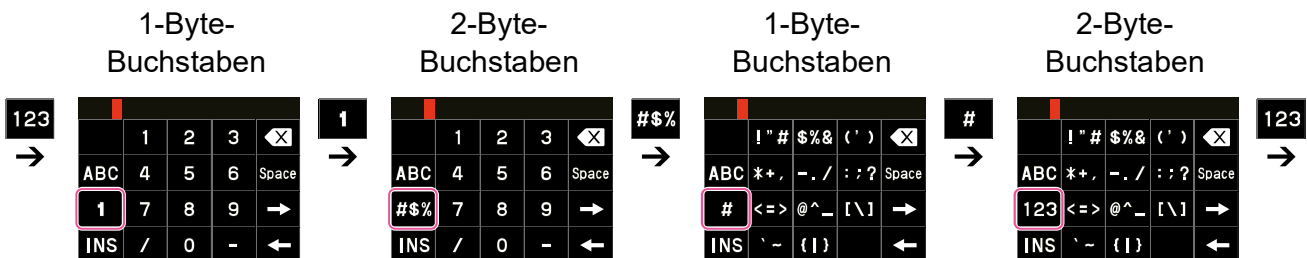 1-Byte-
Buchstaben
2-Byte-
Buchstaben
1-Byte-
Buchstaben
2-Byte-
Buchstaben
123
→
1 2 3 X
ABC 4 5 6 Space
1 7 8 9 →
INS / 0 - ←
1
→
1 2 3 X
ABC 4 5 6 Space
#$% 7 8 9 →
INS / 0 - ←
#$%
→
!"# $%& (') X
ABC *+, -./ :;? Space
# <=> @^_ [\] →
INS `~ {|} ←
#
→
!"# $%& (') X
ABC *+, -./ :;? Space
123 <=> @^_ [\] →
INS `~ {|} ←
123
→